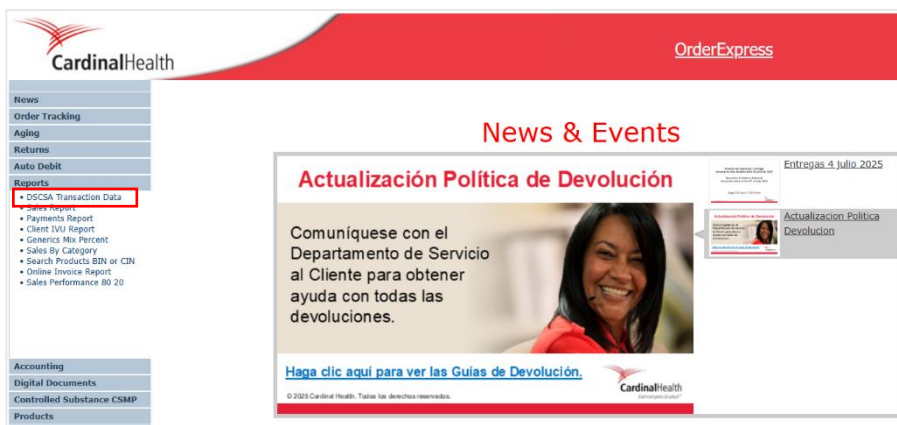 CardinalHealth
OrderExpress
News
Order Tracking
Aging
Returns
Auto Debit
Reports
• DSCSA Transaction Data
• Sales Report
• Payments Report
• Client IVU Report
• Generics Mix Percent
• Sales By Category
• Search Products BIN or CIN
• Online Invoice Report
• Sales Performance 80 20
Accounting
Digital Documents
Controlled Substance CSMP
Products
News & Events
Actualización Política de Devolución
Comuníquese con el
Departamento de Servicio
al Cliente para obtener
ayuda con todas las
devoluciones.
Haga clic aquí para ver las Guías de Devolución.
CardinalHealth
© 2025 Cardinal Health. Todos los derechos reservados.
Entregas 4 Julio 2025
Actualizacion Politica
Devolucion